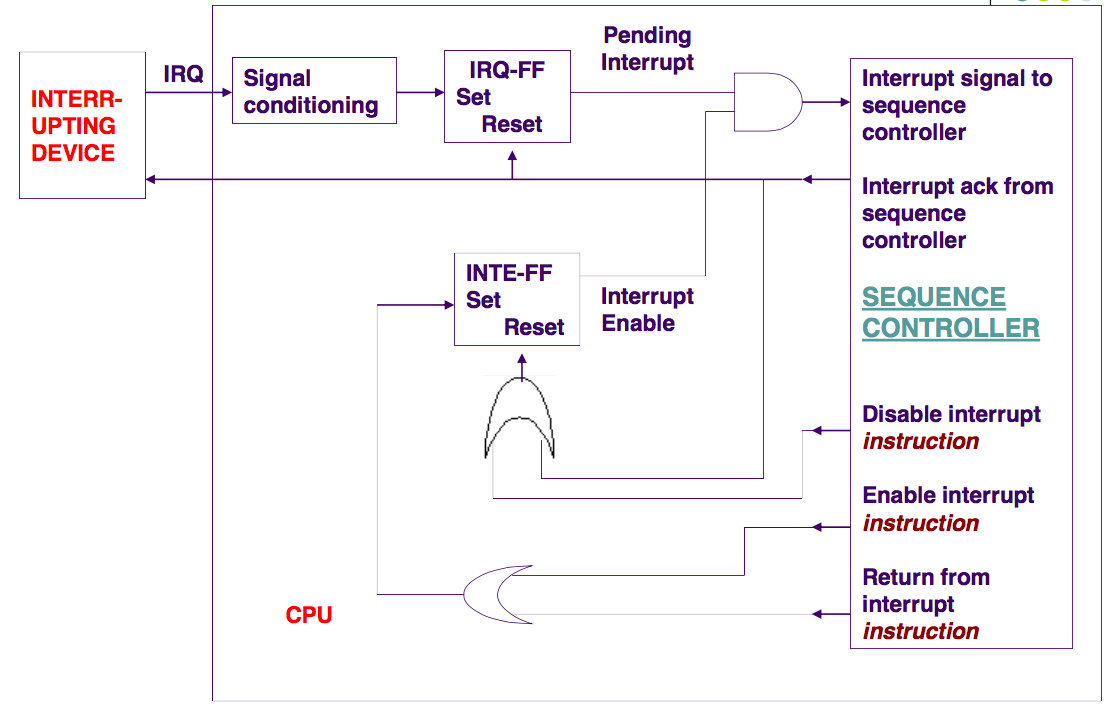 INTERR-
UPTING
DEVICE
IRQ
Signal
conditioning
IRQ-FF
Set
Reset
Pending
Interrupt
Interrupt signal to
sequence
controller
Interrupt ack from
sequence
controller
SEQUENCE
CONTROLLER
INTE-FF
Set
Reset
Interrupt
Enable
Disable interrupt
instruction
Enable interrupt
instruction
Return from
interrupt
instruction
CPU